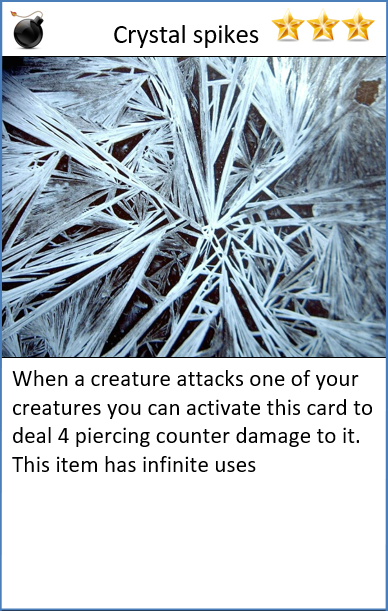 Crystal spikes
When a creature attacks one of your
creatures you can activate this card to
deal 4 piercing counter damage to it.
This item has infinite uses